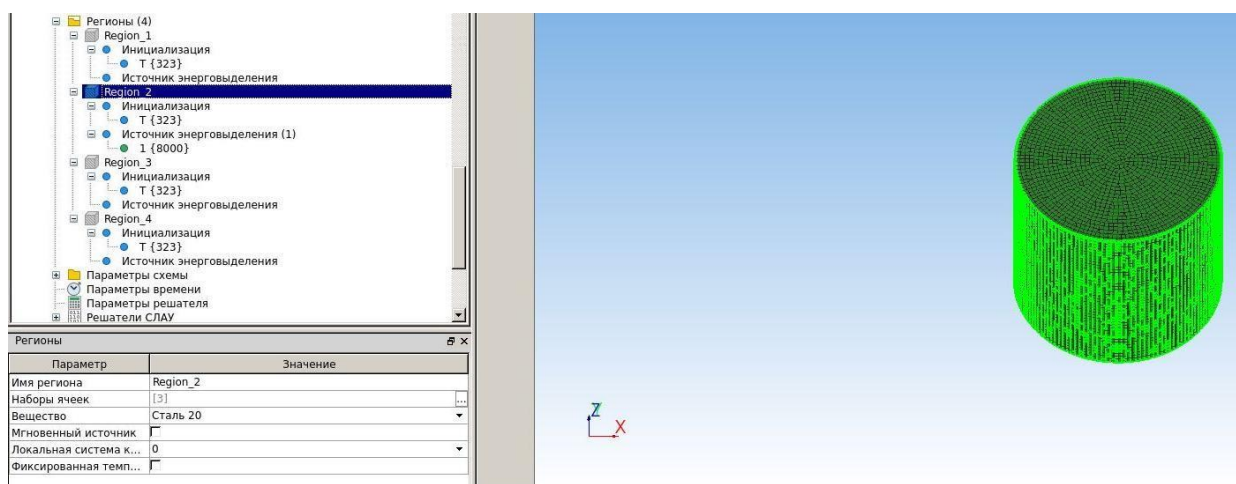 Регионы (4)
Region_1
Инициализация
T {323}
Источник энерговыделения
Region_2
Инициализация
T {323}
Источник энерговыделения (1)
1 {8000}
Region_3
Инициализация
T {323}
Источник энерговыделения
Region_4
Инициализация
T {323}
Источник энерговыделения
Параметры схемы
Параметры времени
Параметры решателя
Решатели СЛАУ
Регионы
Параметр Значение
Имя региона Region_2
Наборы ячеек [3] ...
Вещество Сталь 20
Мгновенный источник
Локальная система к... 0
Фиксированная темп...
Z
X